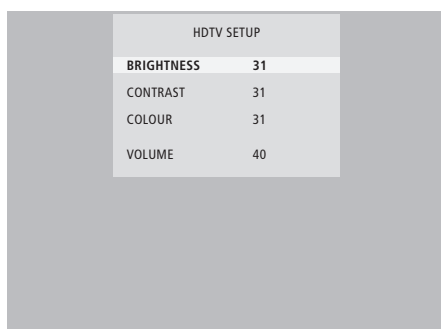 HDTV SETUP
BRIGHTNESS 31
CONTRAST 31
COLOUR 31
VOLUME 40